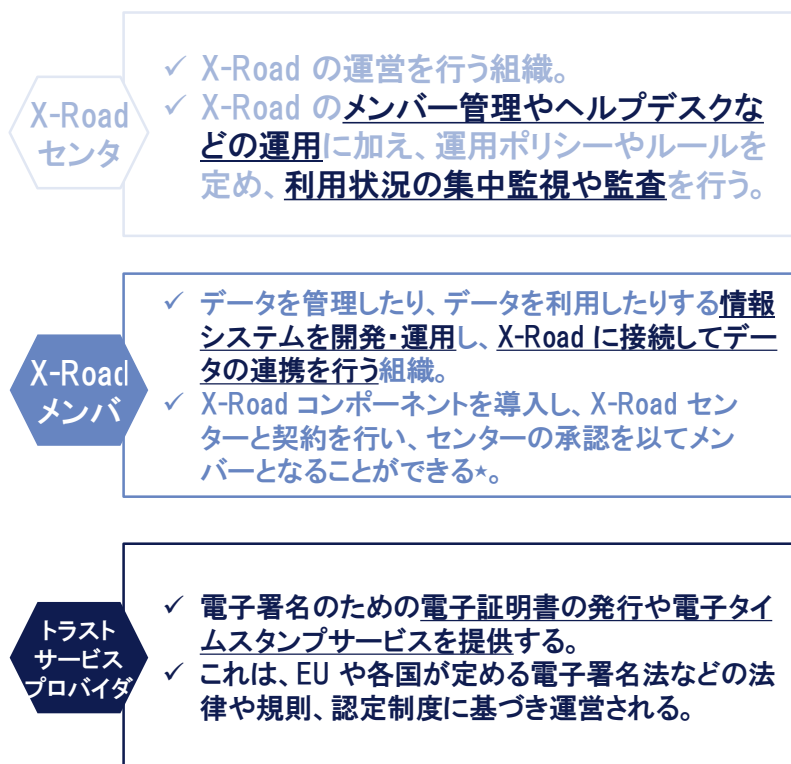 X-Road
センタ
✓ X-Road の運営を行う組織。
✓ X-Road のメンバー管理やヘルプデスクな
どの運用に加え、運用ポリシーやルールを
定め、利用状況の集中監視や監査を行う。
X-Road
メンバ
✓ データを管理したり、データを利用したりする情報
システムを開発・運用し、X-Road に接続してデー
タの連携を行う組織。
✓ X-Road コンポーネントを導入し、X-Road セン
ターと契約を行い、センターの承認を以てメン
バーとなることができる★。
トラスト
サービス
プロバイダ
✓ 電子署名のための電子証明書の発行や電子タイ
ムスタンプサービスを提供する。
✓ これは、EU や各国が定める電子署名法などの法
律や規則、認定制度に基づき運営される。